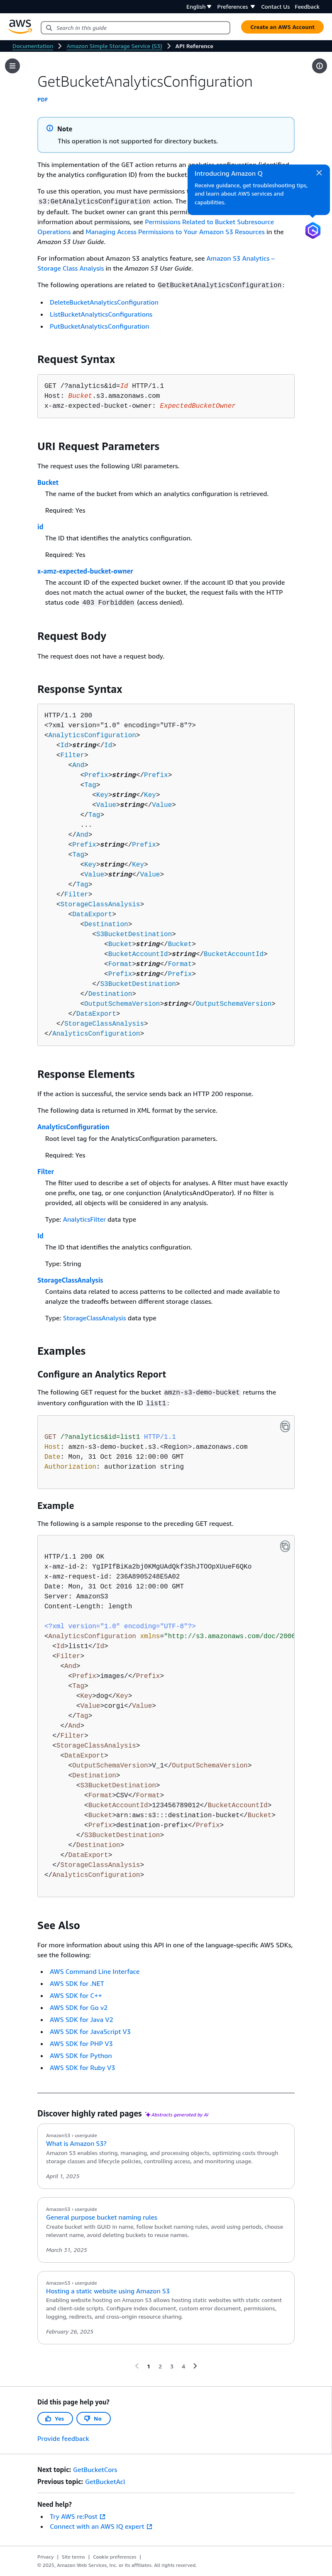 English Preferences Contact Us Feedback
aws
Search in this guide
Create an AWS Account
Documentation > Amazon Simple Storage Service (S3) > API Reference
GetBucketAnalyticsConfiguration
PDF
Note
This operation is not supported for directory buckets.
This implementation of the GET action returns an analytics configuration (identified by the analytics configuration ID) from the bucket
Introducing Amazon Q
Receive guidance, get troubleshooting tips, and learn about AWS services and capabilities.
To use this operation, you must have permissions
s3:GetAnalyticsConfiguration action. The
by default. The bucket owner can grant this permission
information about permissions, see Permissions Related to Bucket Subresource
Operations and Managing Access Permissions to Your Amazon S3 Resources in the
Amazon S3 User Guide.
For information about Amazon S3 analytics feature, see Amazon S3 Analytics –
Storage Class Analysis in the Amazon S3 User Guide.
The following operations are related to GetBucketAnalyticsConfiguration:
• DeleteBucketAnalyticsConfiguration
• ListBucketAnalyticsConfigurations
• PutBucketAnalyticsConfiguration
Request Syntax
GET /?analytics&id=Id HTTP/1.1
Host: Bucket.s3.amazonaws.com
x-amz-expected-bucket-owner: ExpectedBucketOwner
URI Request Parameters
The request uses the following URI parameters.
Bucket
The name of the bucket from which an analytics configuration is retrieved.
Required: Yes
id
The ID that identifies the analytics configuration.
Required: Yes
x-amz-expected-bucket-owner
The account ID of the expected bucket owner. If the account ID that you provide
does not match the actual owner of the bucket, the request fails with the HTTP
status code 403 Forbidden (access denied).
Request Body
The request does not have a request body.
Response Syntax
HTTP/1.1 200
<?xml version="1.0" encoding="UTF-8"?>
<AnalyticsConfiguration>
   <Id>string</Id>
   <Filter>
      <And>
         <Prefix>string</Prefix>
         <Tag>
            <Key>string</Key>
            <Value>string</Value>
         </Tag>
         ...
      </And>
      <Prefix>string</Prefix>
      <Tag>
         <Key>string</Key>
         <Value>string</Value>
      </Tag>
   </Filter>
   <StorageClassAnalysis>
      <DataExport>
         <Destination>
            <S3BucketDestination>
               <Bucket>string</Bucket>
               <BucketAccountId>string</BucketAccountId>
               <Format>string</Format>
               <Prefix>string</Prefix>
            </S3BucketDestination>
         </Destination>
         <OutputSchemaVersion>string</OutputSchemaVersion>
      </DataExport>
   </StorageClassAnalysis>
</AnalyticsConfiguration>
Response Elements
If the action is successful, the service sends back an HTTP 200 response.
The following data is returned in XML format by the service.
AnalyticsConfiguration
Root level tag for the AnalyticsConfiguration parameters.
Required: Yes
Filter
The filter used to describe a set of objects for analyses. A filter must have exactly
one prefix, one tag, or one conjunction (AnalyticsAndOperator). If no filter is
provided, all objects will be considered in any analysis.
Type: AnalyticsFilter data type
Id
The ID that identifies the analytics configuration.
Type: String
StorageClassAnalysis
Contains data related to access patterns to be collected and made available to
analyze the tradeoffs between different storage classes.
Type: StorageClassAnalysis data type
Examples
Configure an Analytics Report
The following GET request for the bucket amzn-s3-demo-bucket returns the
inventory configuration with the ID list1:
GET /?analytics&id=list1 HTTP/1.1
Host: amzn-s3-demo-bucket.s3.<Region>.amazonaws.com
Date: Mon, 31 Oct 2016 12:00:00 GMT
Authorization: authorization string
Example
The following is a sample response to the preceding GET request.
HTTP/1.1 200 OK
x-amz-id-2: YgIPIfBiKa2bj0KMgUAdQkf3ShJTOOpXUueF6QKo
x-amz-request-id: 236A8905248E5A02
Date: Mon, 31 Oct 2016 12:00:00 GMT
Server: AmazonS3
Content-Length: length
<?xml version="1.0" encoding="UTF-8"?>
<AnalyticsConfiguration xmlns="http://s3.amazonaws.com/doc/2006
  <Id>list1</Id>
  <Filter>
    <And>
      <Prefix>images/</Prefix>
      <Tag>
        <Key>dog</Key>
        <Value>corgi</Value>
      </Tag>
    </And>
  </Filter>
  <StorageClassAnalysis>
    <DataExport>
      <OutputSchemaVersion>V_1</OutputSchemaVersion>
      <Destination>
        <S3BucketDestination>
          <Format>CSV</Format>
          <BucketAccountId>123456789012</BucketAccountId>
          <Bucket>arn:aws:s3:::destination-bucket</Bucket>
          <Prefix>destination-prefix</Prefix>
        </S3BucketDestination>
      </Destination>
    </DataExport>
  </StorageClassAnalysis>
</AnalyticsConfiguration>
See Also
For more information about using this API in one of the language-specific AWS SDKs,
see the following:
• AWS Command Line Interface
• AWS SDK for .NET
• AWS SDK for C++
• AWS SDK for Go v2
• AWS SDK for Java V2
• AWS SDK for JavaScript V3
• AWS SDK for PHP V3
• AWS SDK for Python
• AWS SDK for Ruby V3
Discover highly rated pages Abstracts generated by AI
AmazonS3 › userguide
What is Amazon S3?
Amazon S3 enables storing, managing, and processing objects, optimizing costs through
storage classes and lifecycle policies, controlling access, and monitoring usage.
April 1, 2025
AmazonS3 › userguide
General purpose bucket naming rules
Create bucket with GUID in name, follow bucket naming rules, avoid using periods, choose
relevant name, avoid deleting buckets to reuse names.
March 31, 2025
AmazonS3 › userguide
Hosting a static website using Amazon S3
Enabling website hosting on Amazon S3 allows hosting static websites with static content
and client-side scripts. Configure index document, custom error document, permissions,
logging, redirects, and cross-origin resource sharing.
February 26, 2025
1 2 3 4
Did this page help you?
Yes No
Provide feedback
Next topic: GetBucketCors
Previous topic: GetBucketAcl
Need help?
• Try AWS re:Post
• Connect with an AWS IQ expert
Privacy | Site terms | Cookie preferences |
© 2025, Amazon Web Services, Inc. or its affiliates. All rights reserved.